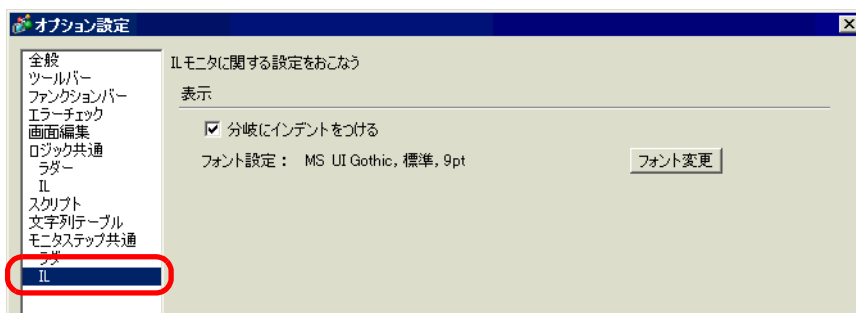 オプション設定
全般
ツールバー
ファンクションバー
エラーチェック
画面編集
ロジック共通
ラダー
IL
スクリプト
文字列テーブル
モニタステップ共通
ラダー
IL
ILモニタに関する設定をおこなう
表示
分岐にインデントをつける
フォント設定： MS UI Gothic, 標準, 9pt
フォント変更